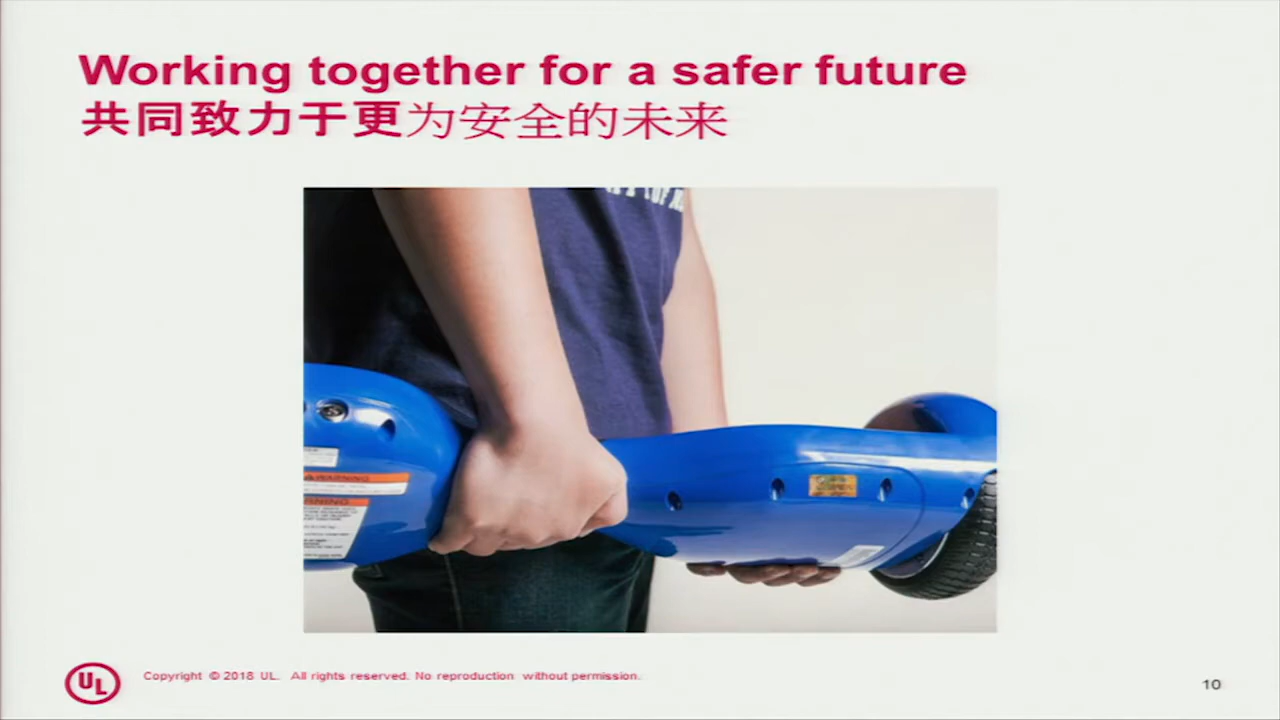 Working together for a safer future
共同致力于更为安全的未来
WARNING
WARNING
UL
Copyright © 2018 UL. All rights reserved. No reproduction without permission.
10